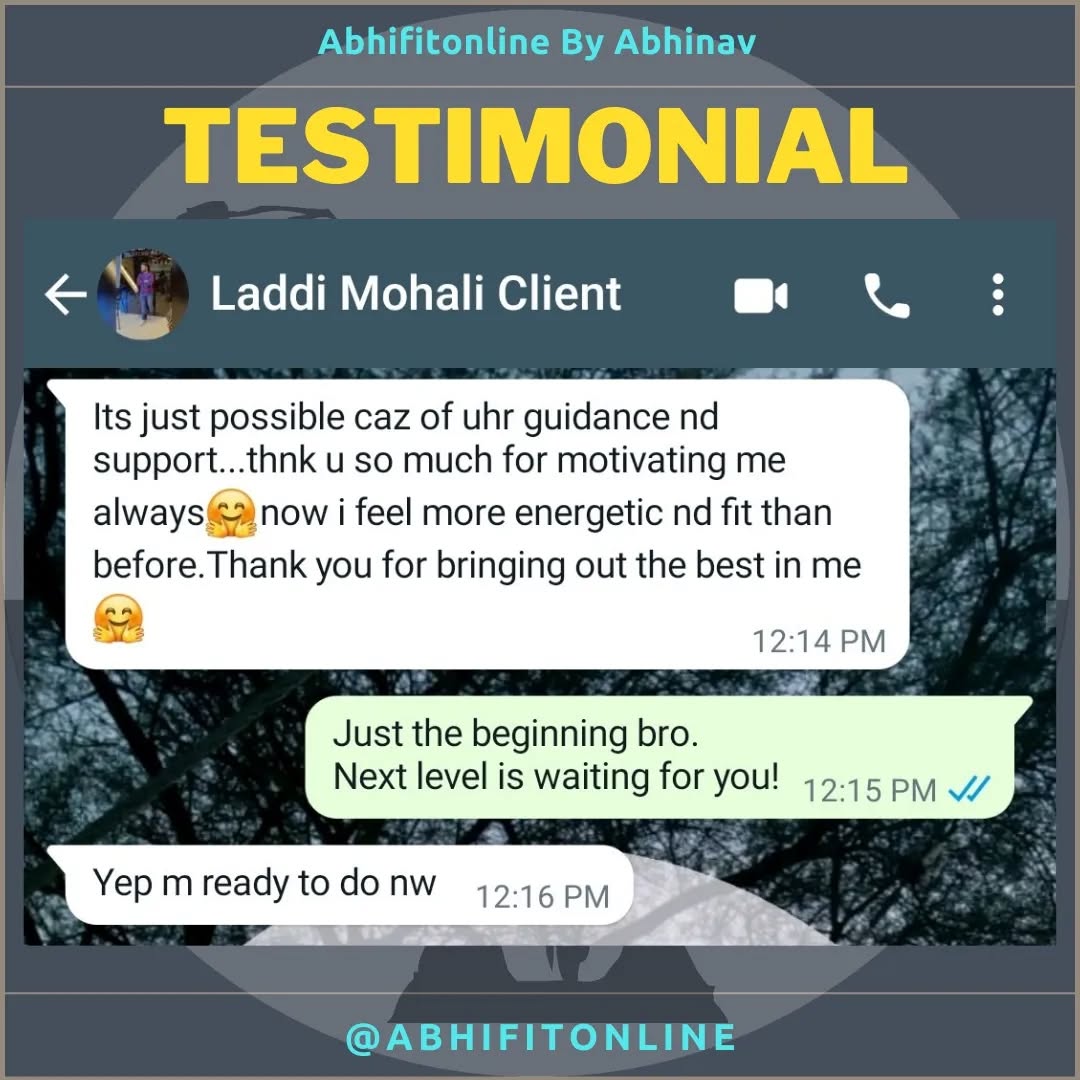 Abhifitonline By Abhinav
TESTIMONIAL
Laddi Mohali Client
Its just possible caz of uhr guidance nd
support...thnk u so much for motivating me
always🤗now i feel more energetic nd fit than
before.Thank you for bringing out the best in me
🤗
12:14 PM
Just the beginning bro.
Next level is waiting for you! 12:15 PM
Yep m ready to do nw 12:16 PM
@ABHIFITONLINE